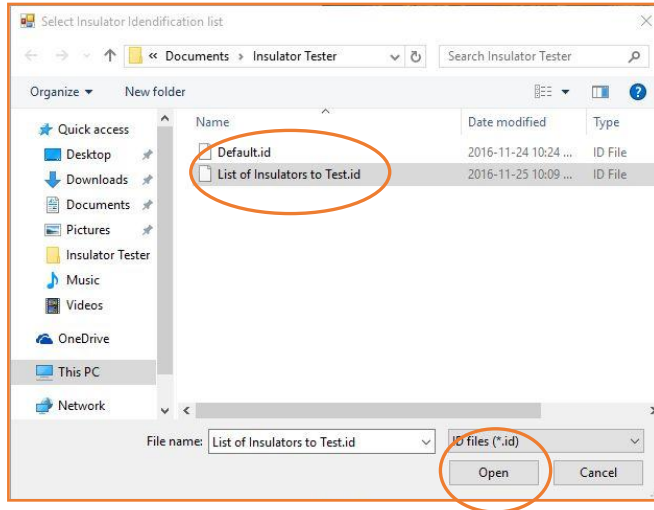 Select Insulator Idendification list
« Documents › Insulator Tester
Search Insulator Tester
Organize New folder
Name Date modified Type
Quick access
Desktop
Downloads
Documents
Pictures
Insulator Tester
Music
Videos
OneDrive
This PC
Network
Default.id 2016-11-24 10:24 ... ID File
List of Insulators to Test.id 2016-11-25 10:09 ... ID File
File name: List of Insulators to Test.id ID files (*.id)
Open Cancel